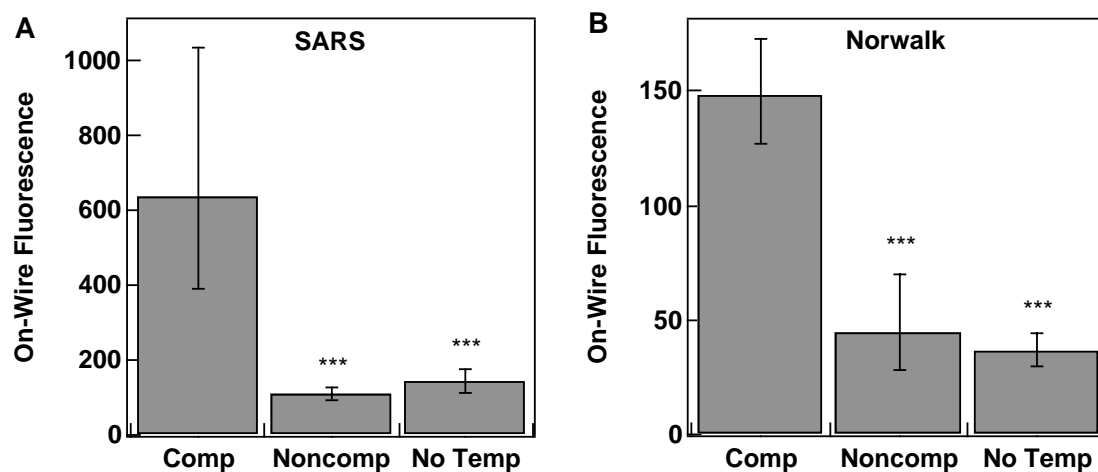 A
SARS
On-Wire Fluorescence
1000
800
600
400
200
0
***
***
Comp Noncomp No Temp
B
Norwalk
On-Wire Fluorescence
150
100
50
0
***
***
Comp Noncomp No Temp